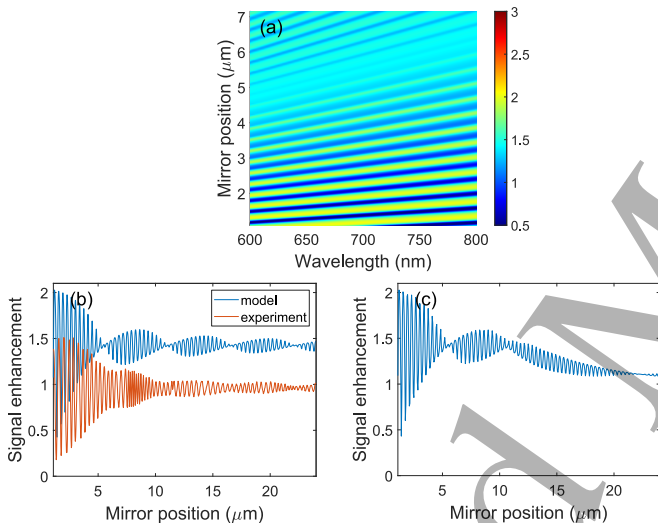 (a)
3
2.5
2
1.5
1
0.5
7
6
5
4
3
2
Mirror position (μm)
600 650 700 750 800
Wavelength (nm)
(b)
model
experiment
2
1.5
1
0.5
0
Signal enhancement
5 10 15 20
Mirror position (μm)
(c)
2
1.5
1
0.5
0
Signal enhancement
5 10 15 20
Mirror position (μm)